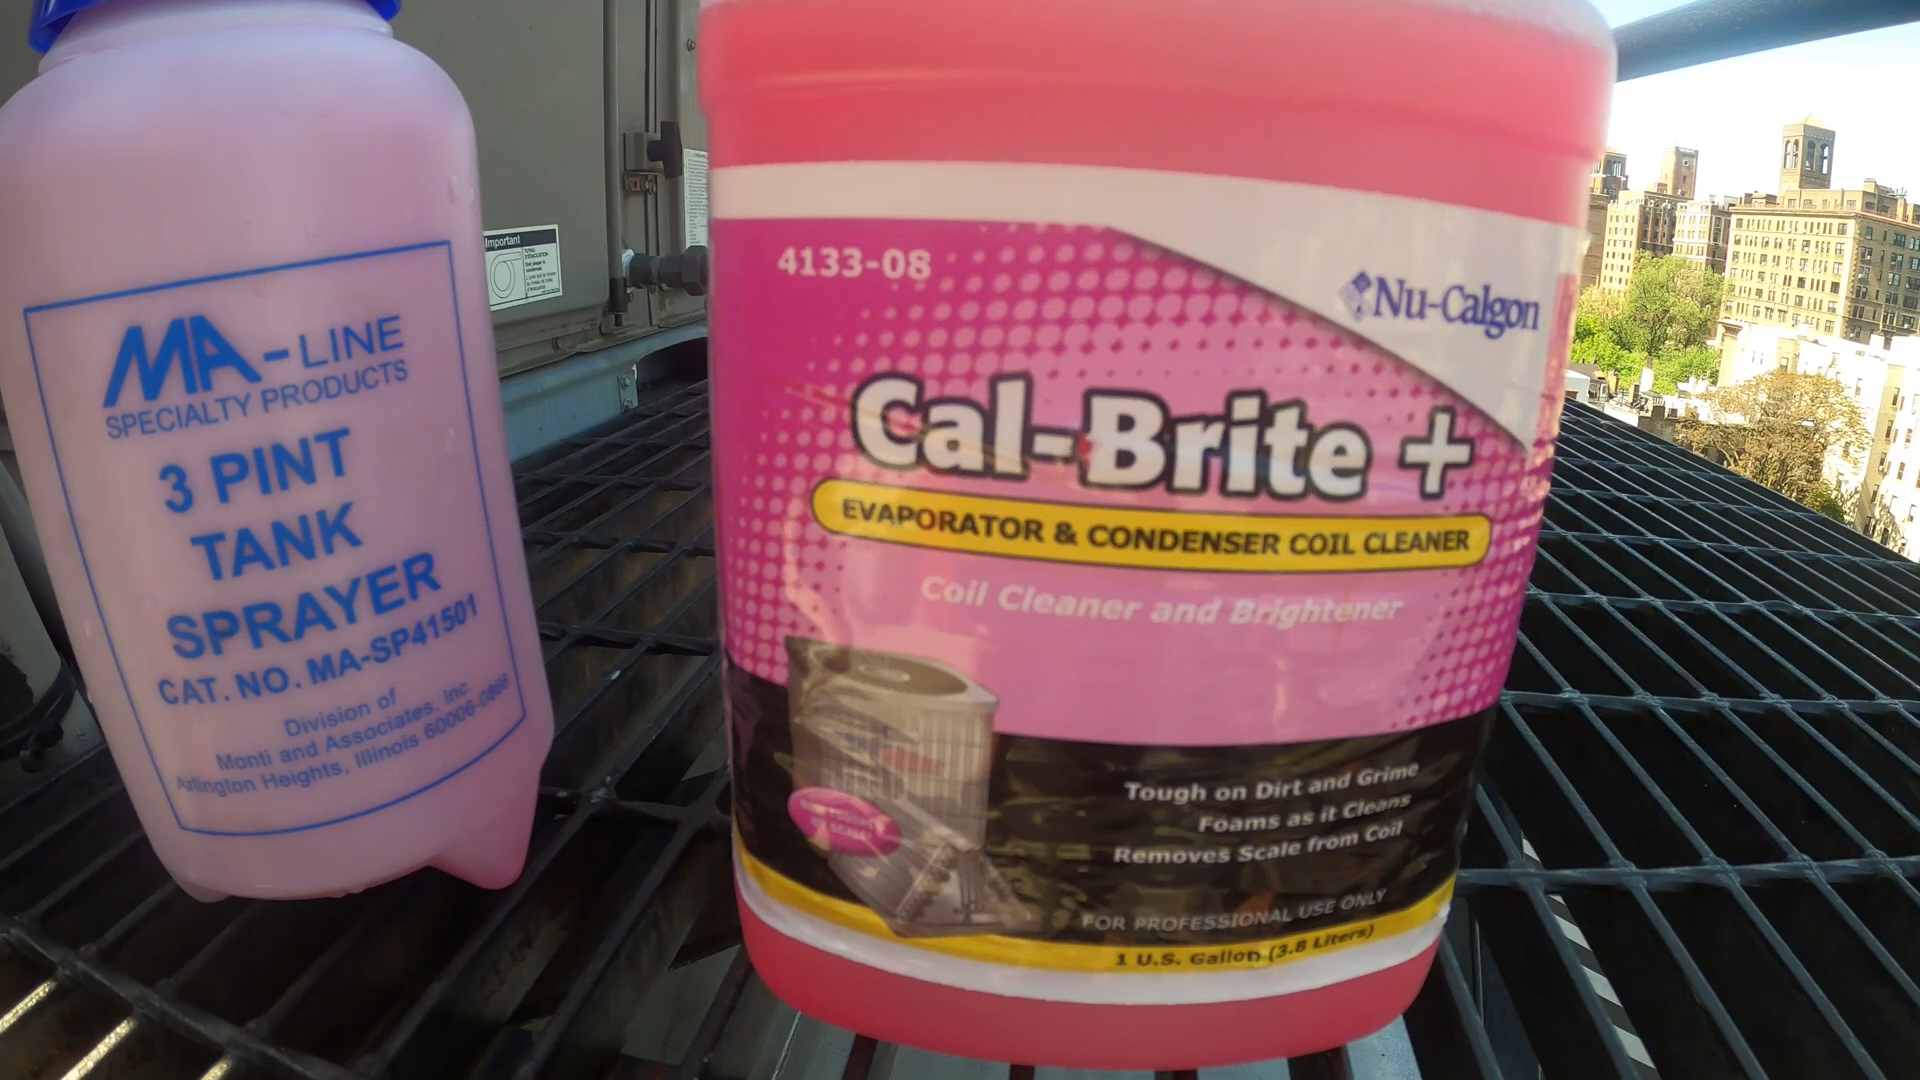 MA-LINE
SPECIALTY PRODUCTS
3 PINT
TANK
SPRAYER
CAT. NO. MA-SP41501
Division of
Monti and Associates, Inc.
Arlington Heights, Illinois 60006-0866
Important
4133-08
Nu-Calgon
Cal-Brite +
EVAPORATOR & CONDENSER COIL CLEANER
Coil Cleaner and Brightener
Tough on Dirt and Grime
Foams as it Cleans
Removes Scale from Coil
FOR PROFESSIONAL USE ONLY
1 U.S. Gallon (3.8 Liters)